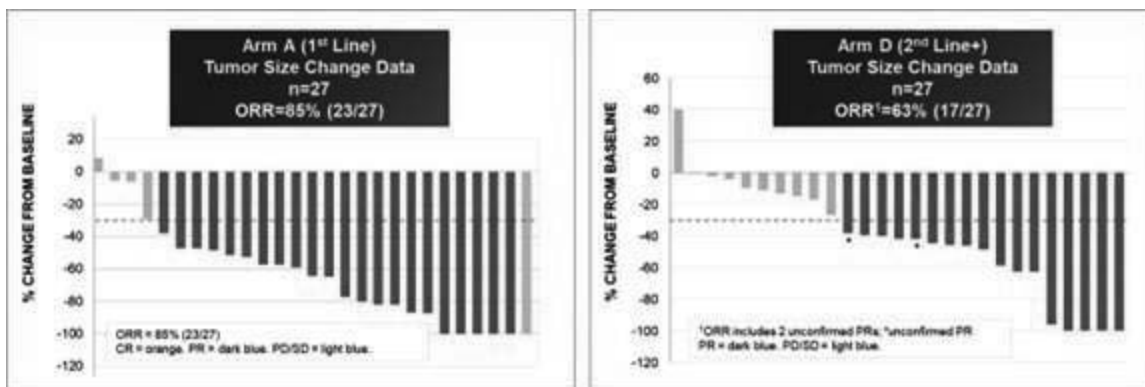 Arm A (1st Line)
Tumor Size Change Data
n=27
ORR=85% (23/27)
% CHANGE FROM BASELINE
20
0
-20
-40
-60
-80
-100
-120
ORR = 85% (23/27)
CR = orange. PR = dark blue. PD/SD = light blue.
Arm D (2nd Line+)
Tumor Size Change Data
n=27
ORR¹=63% (17/27)
% CHANGE FROM BASELINE
60
40
20
0
-20
-40
-60
-80
-100
-120
*
*
¹ORR includes 2 unconfirmed PRs; *unconfirmed PR
PR = dark blue. PD/SD = light blue.